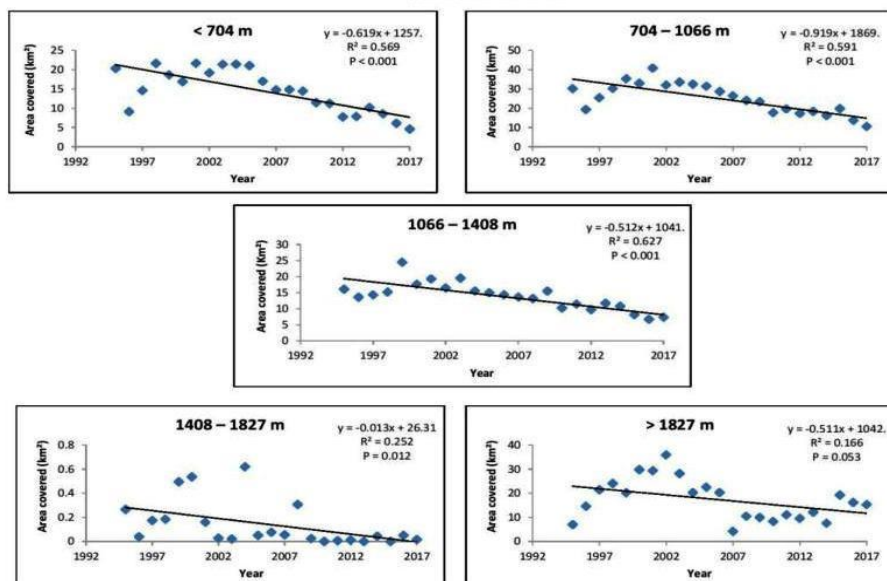 < 704 m
y = -0.619x + 1257.
R² = 0.569
P < 0.001
Area covered (km²)
25
20
15
10
5
0
1992 1997 2002 2007 2012 2017
Year
704 – 1066 m
y = -0.919x + 1869.
R² = 0.591
P < 0.001
Area covered (km²)
50
40
30
20
10
0
1992 1997 2002 2007 2012 2017
Year
1066 – 1408 m
y = -0.512x + 1041.
R² = 0.627
P < 0.001
Area covered (Km²)
30
25
20
15
10
5
0
1992 1997 2002 2007 2012 2017
Year
1408 – 1827 m
y = -0.013x + 26.31
R² = 0.252
P = 0.012
Area covered (km²)
0.8
0.6
0.4
0.2
0
1992 1997 2002 2007 2012 2017
Year
> 1827 m
y = -0.511x + 1042.
R² = 0.166
P = 0.053
Area covered (km²)
40
30
20
10
0
1992 1997 2002 2007 2012 2017
Year